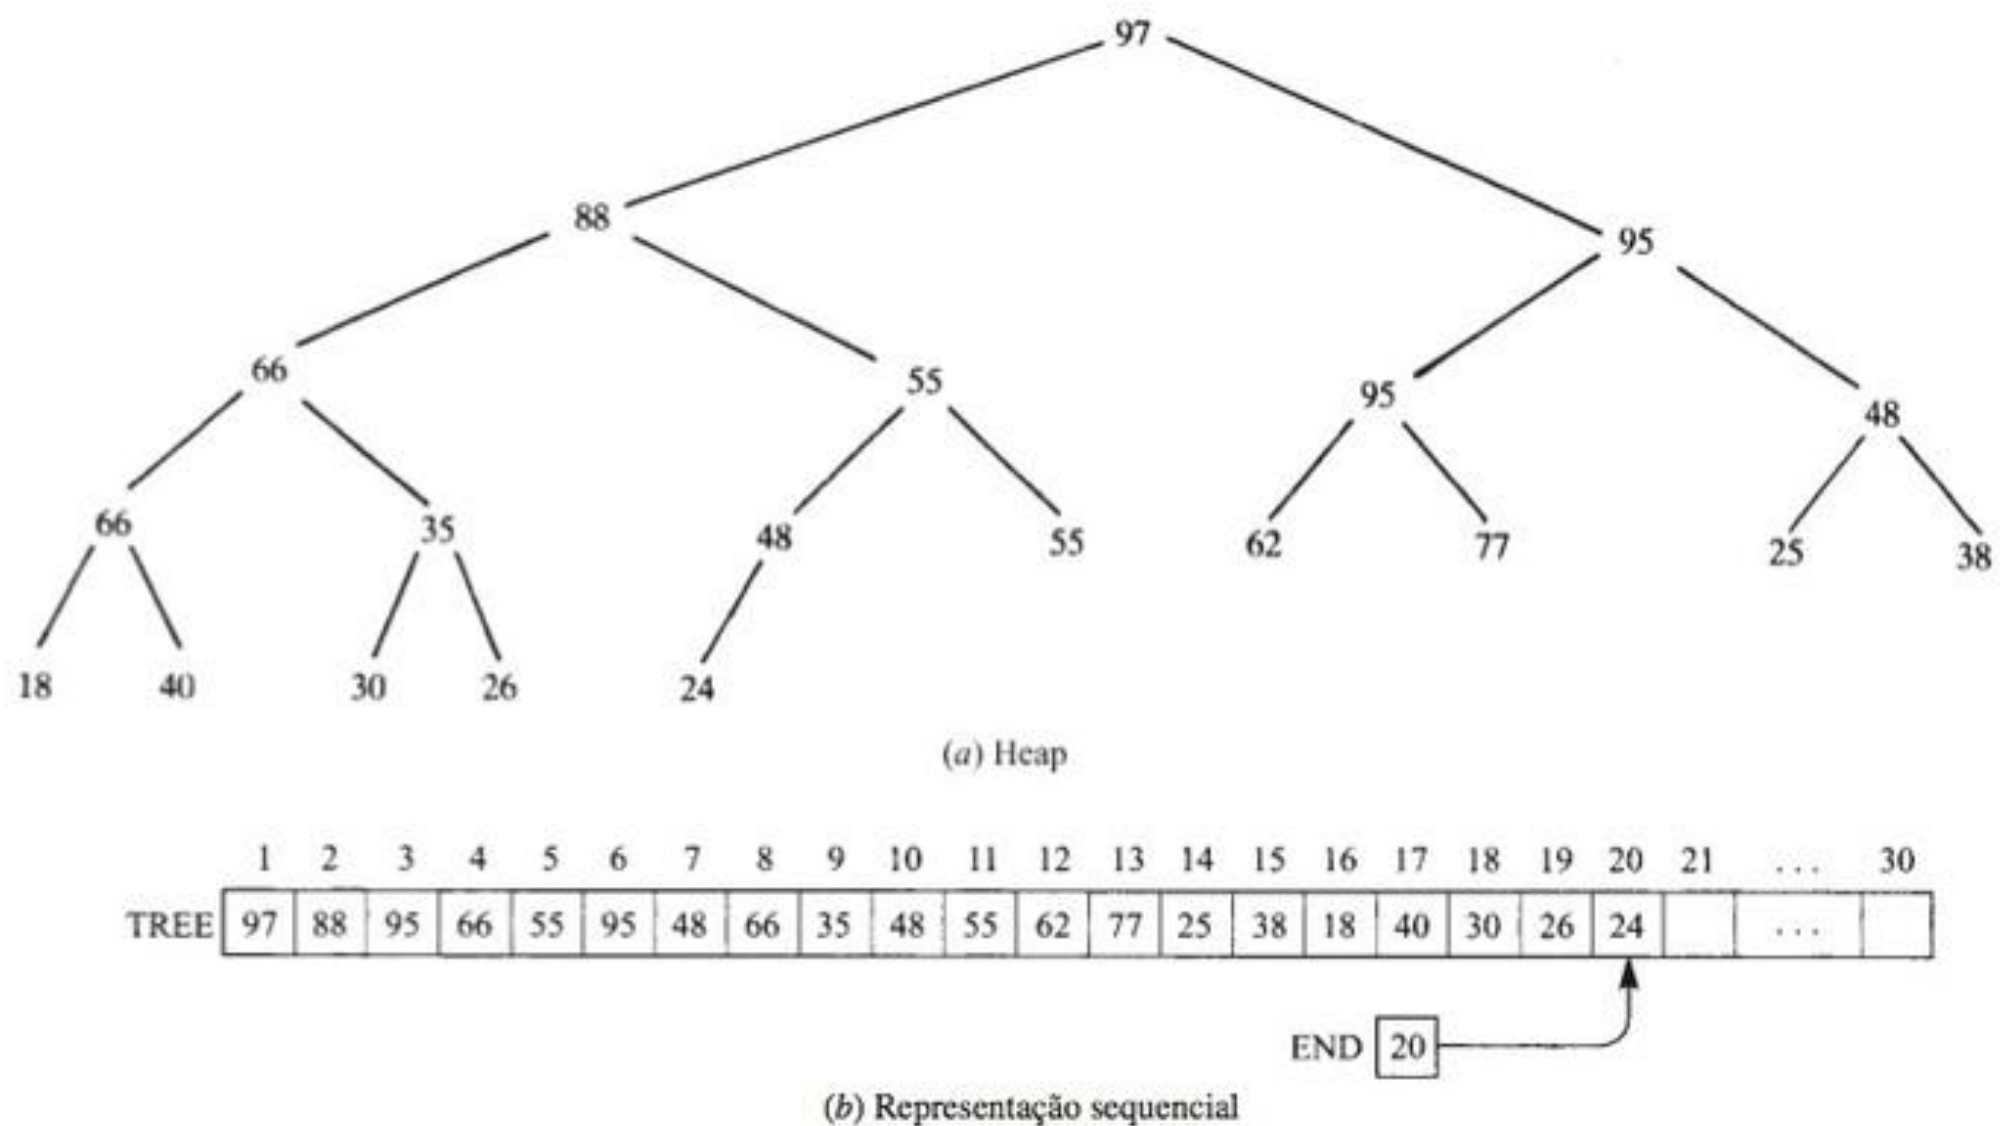 97
88 95
66 55 95 48
66 35 48 55 62 77 25 38
18 40 30 26 24
(a) Heap
1 2 3 4 5 6 7 8 9 10 11 12 13 14 15 16 17 18 19 20 21 ... 30
TREE 97 88 95 66 55 95 48 66 35 48 55 62 77 25 38 18 40 30 26 24 ...
END 20
(b) Representação sequencial